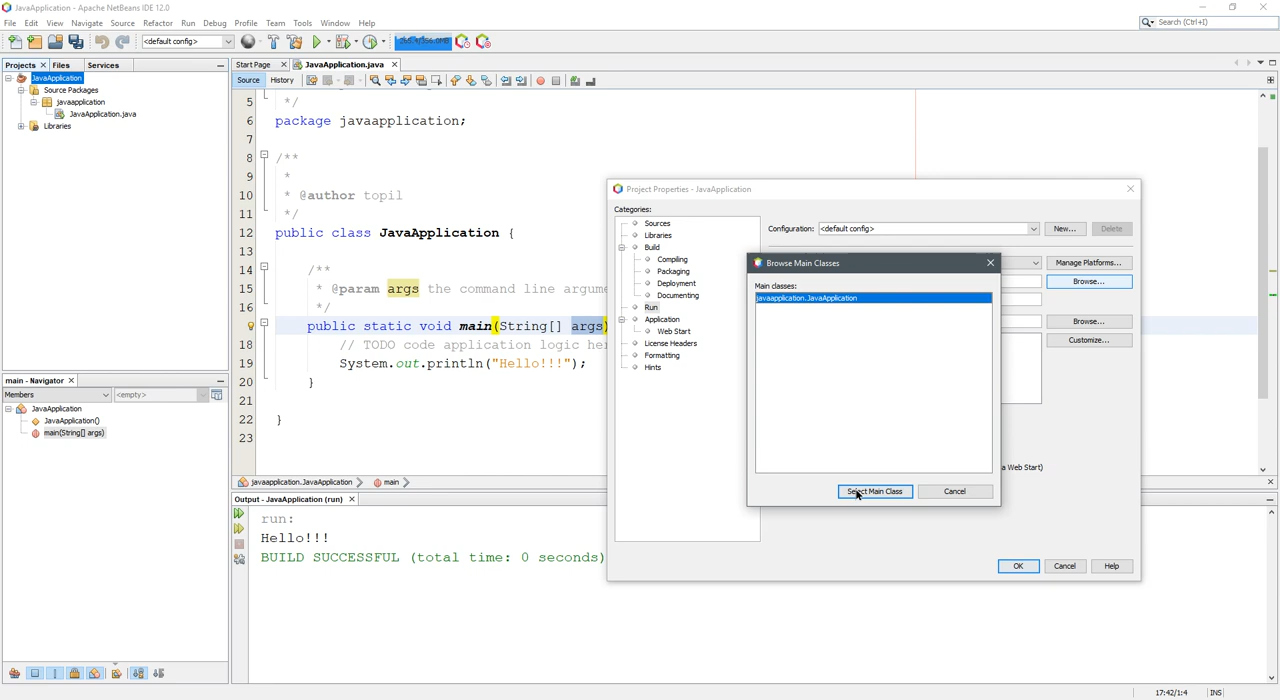 JavaApplication - Apache NetBeans IDE 12.0
File Edit View Navigate Source Refactor Run Debug Profile Team Tools Window Help
Search (Ctrl+I)
<default config>
Projects Files Services
JavaApplication
Source Packages
javaapplication
JavaApplication.java
Libraries
Start Page JavaApplication.java
Source History
5 */
6 package javaapplication;
7
8 /**
9 *
10 * @author topil
11 */
12 public class JavaApplication {
13
14 /**
15 * @param args the command line argume
16 */
17 public static void main(String[] args)
18 // TODO code application logic her
19 System.out.println("Hello!!!");
20 }
21
22 }
23
main - Navigator
Members <empty>
JavaApplication
JavaApplication()
main(String[] args)
javaapplication.JavaApplication main
Output - JavaApplication (run)
run:
Hello!!!
BUILD SUCCESSFUL (total time: 0 seconds)
Project Properties - JavaApplication
Categories:
Sources
Libraries
Build
Compiling
Packaging
Deployment
Documenting
Run
Application
Web Start
License Headers
Formatting
Hints
Configuration: <default config> New... Delete
Manage Platforms...
Browse...
Browse...
Customize...
a Web Start)
OK Cancel Help
Browse Main Classes
Main classes:
javaapplication.JavaApplication
Select Main Class Cancel
17:42/1:4 INS